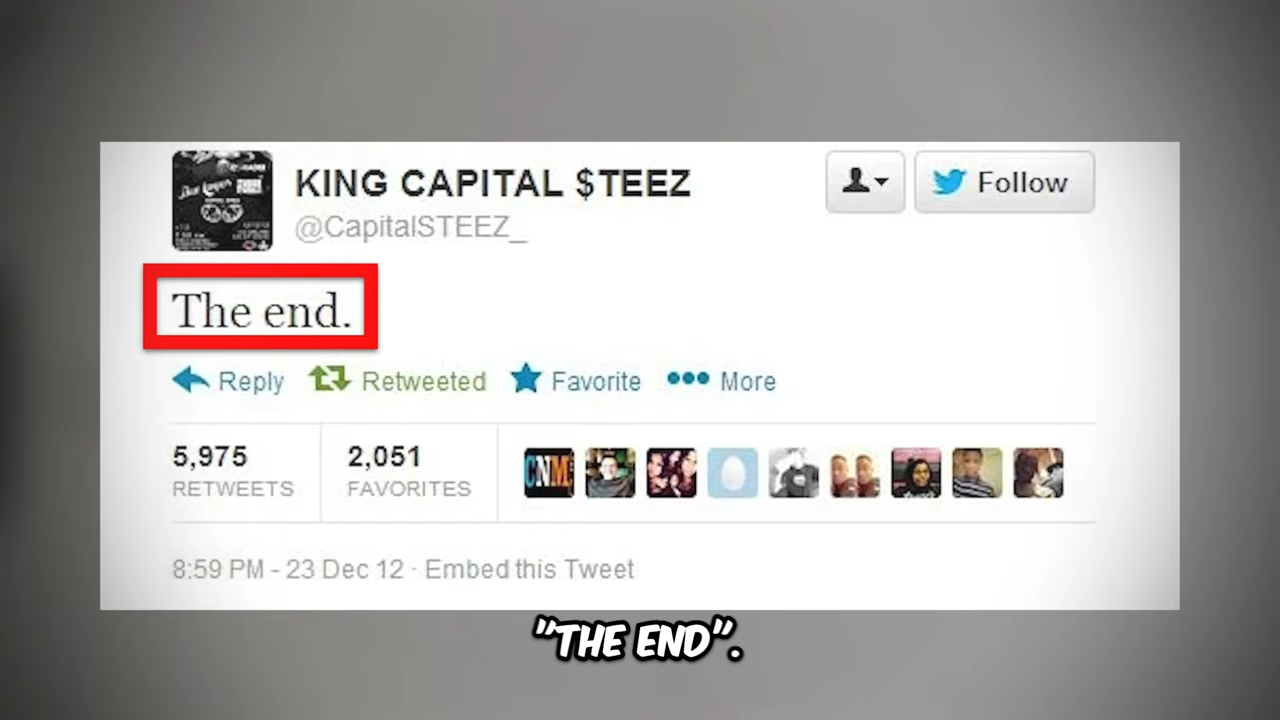 KING CAPITAL $TEEZ
@CapitalSTEEZ_
Follow
The end.
Reply Retweeted Favorite More
5,975 2,051
RETWEETS FAVORITES
CNM
8:59 PM - 23 Dec 12 · Embed this Tweet
"THE END".